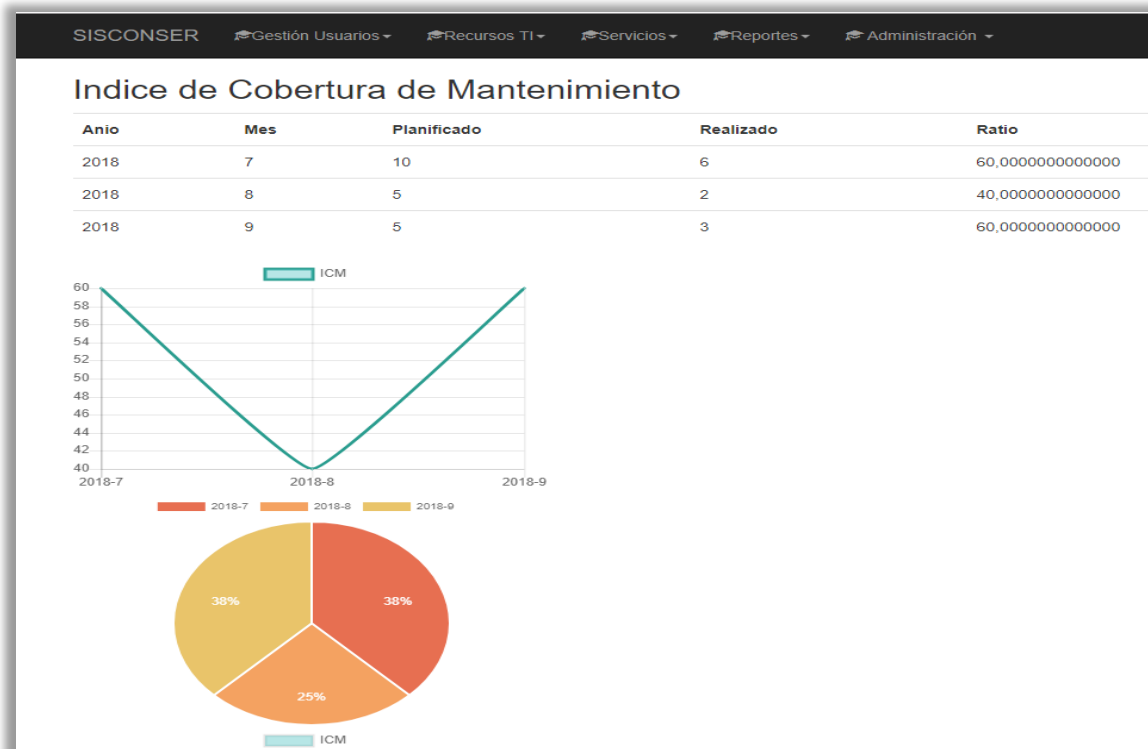 SISCONSER Gestión Usuarios Recursos TI Servicios Reportes Administración
Indice de Cobertura de Mantenimiento
Anio Mes Planificado Realizado Ratio
2018 7 10 6 60,0000000000000
2018 8 5 2 40,0000000000000
2018 9 5 3 60,0000000000000
ICM
60
58
56
54
52
50
48
46
44
42
40
2018-7 2018-8 2018-9
2018-7 2018-8 2018-9
38% 38%
25%
ICM